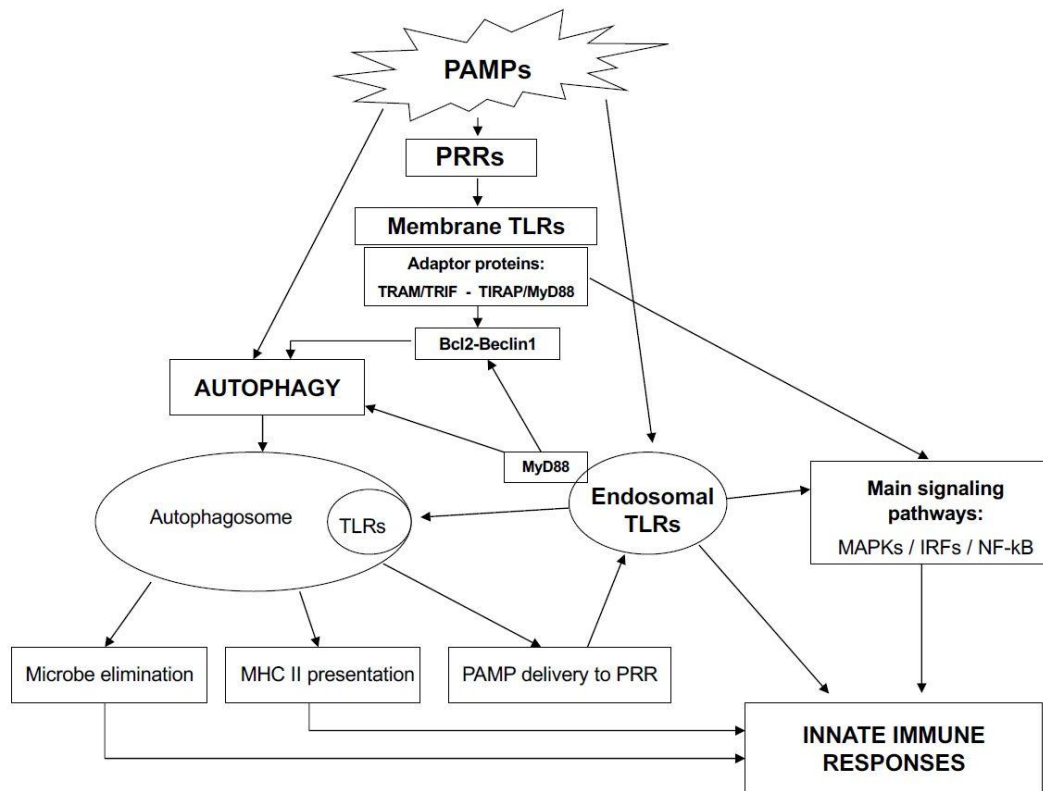 PAMPs
PRRs
Membrane TLRs
Adaptor proteins:
TRAM/TRIF - TIRAP/MyD88
Bcl2-Beclin1
AUTOPHAGY
MyD88
Endosomal
TLRs
Main signaling
pathways:
MAPKs / IRFs / NF-kB
Autophagosome
TLRs
Microbe elimination
MHC II presentation
PAMP delivery to PRR
INNATE IMMUNE
RESPONSES